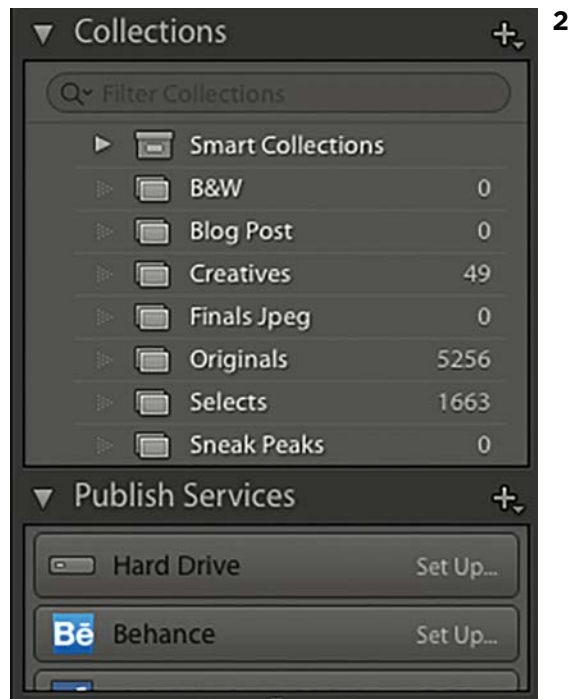 Collections
2
Filter Collections
Smart Collections
B&W 0
Blog Post 0
Creatives 49
Finals Jpeg 0
Originals 5256
Selects 1663
Sneak Peaks 0
Publish Services
Hard Drive Set Up...
Bē Behance Set Up...